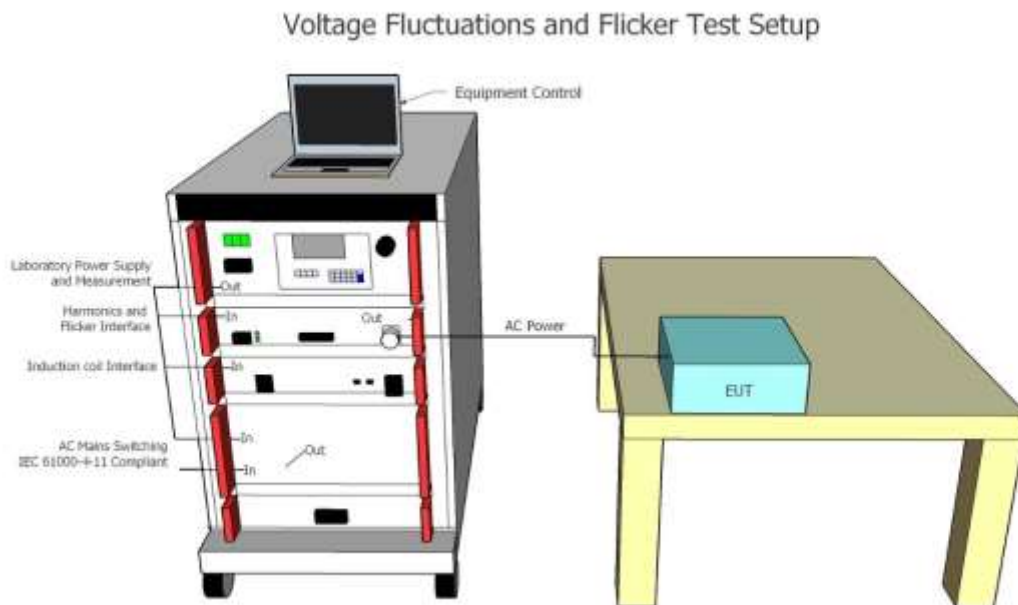 Voltage Fluctuations and Flicker Test Setup
Equipment Control
Laboratory Power Supply
and Measurement
Out
Harmonics and
Flicker Interface
In
Out
AC Power
Induction coil Interface
In
EUT
In
Out
AC Mains Switching
IEC 61000-4-11 Compliant
In